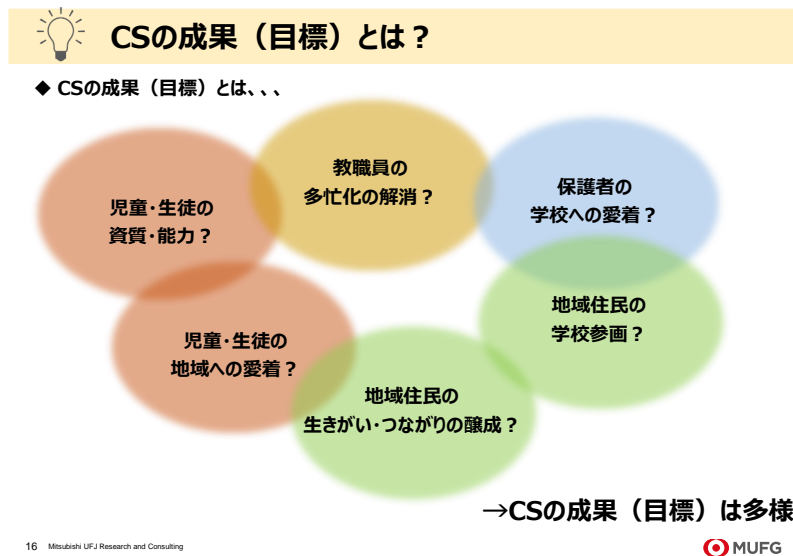 CSの成果（目標）とは？
◆ CSの成果（目標）とは、、、
教職員の
多忙化の解消？
保護者の
学校への愛着？
児童・生徒の
資質・能力？
地域住民の
学校参画？
児童・生徒の
地域への愛着？
地域住民の
生きがい・つながりの醸成？
→CSの成果（目標）は多様
16 Mitsubishi UFJ Research and Consulting
MUFG